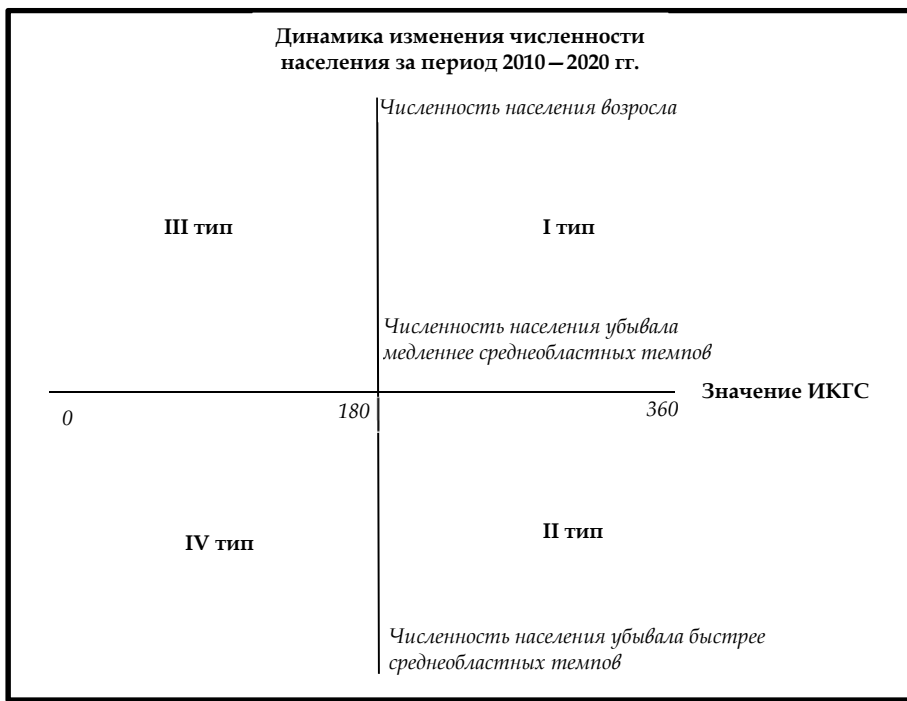 Динамика изменения численности
населения за период 2010—2020 гг.
Численность населения возросла
III тип
I тип
Численность населения убывала
медленнее среднеобластных темпов
Значение ИКГС
0
180
360
IV тип
II тип
Численность населения убывала быстрее
среднеобластных темпов